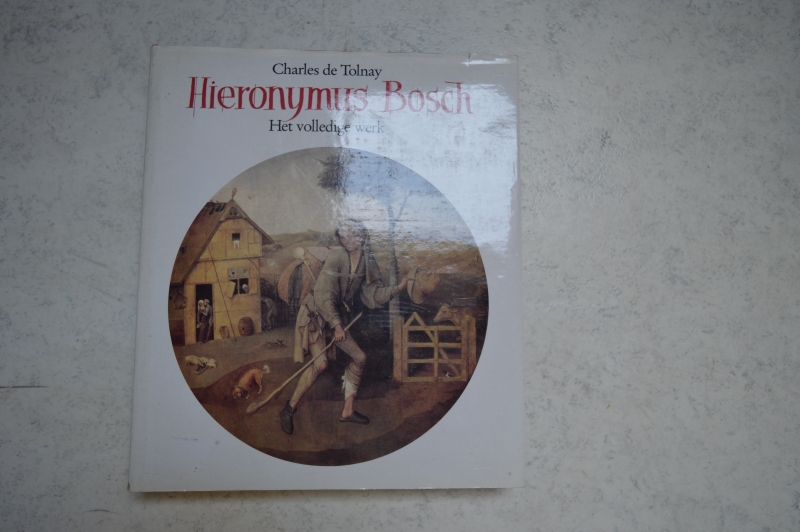 Charles de Tolnay
Hieronymus Bosch
Het volledige werk